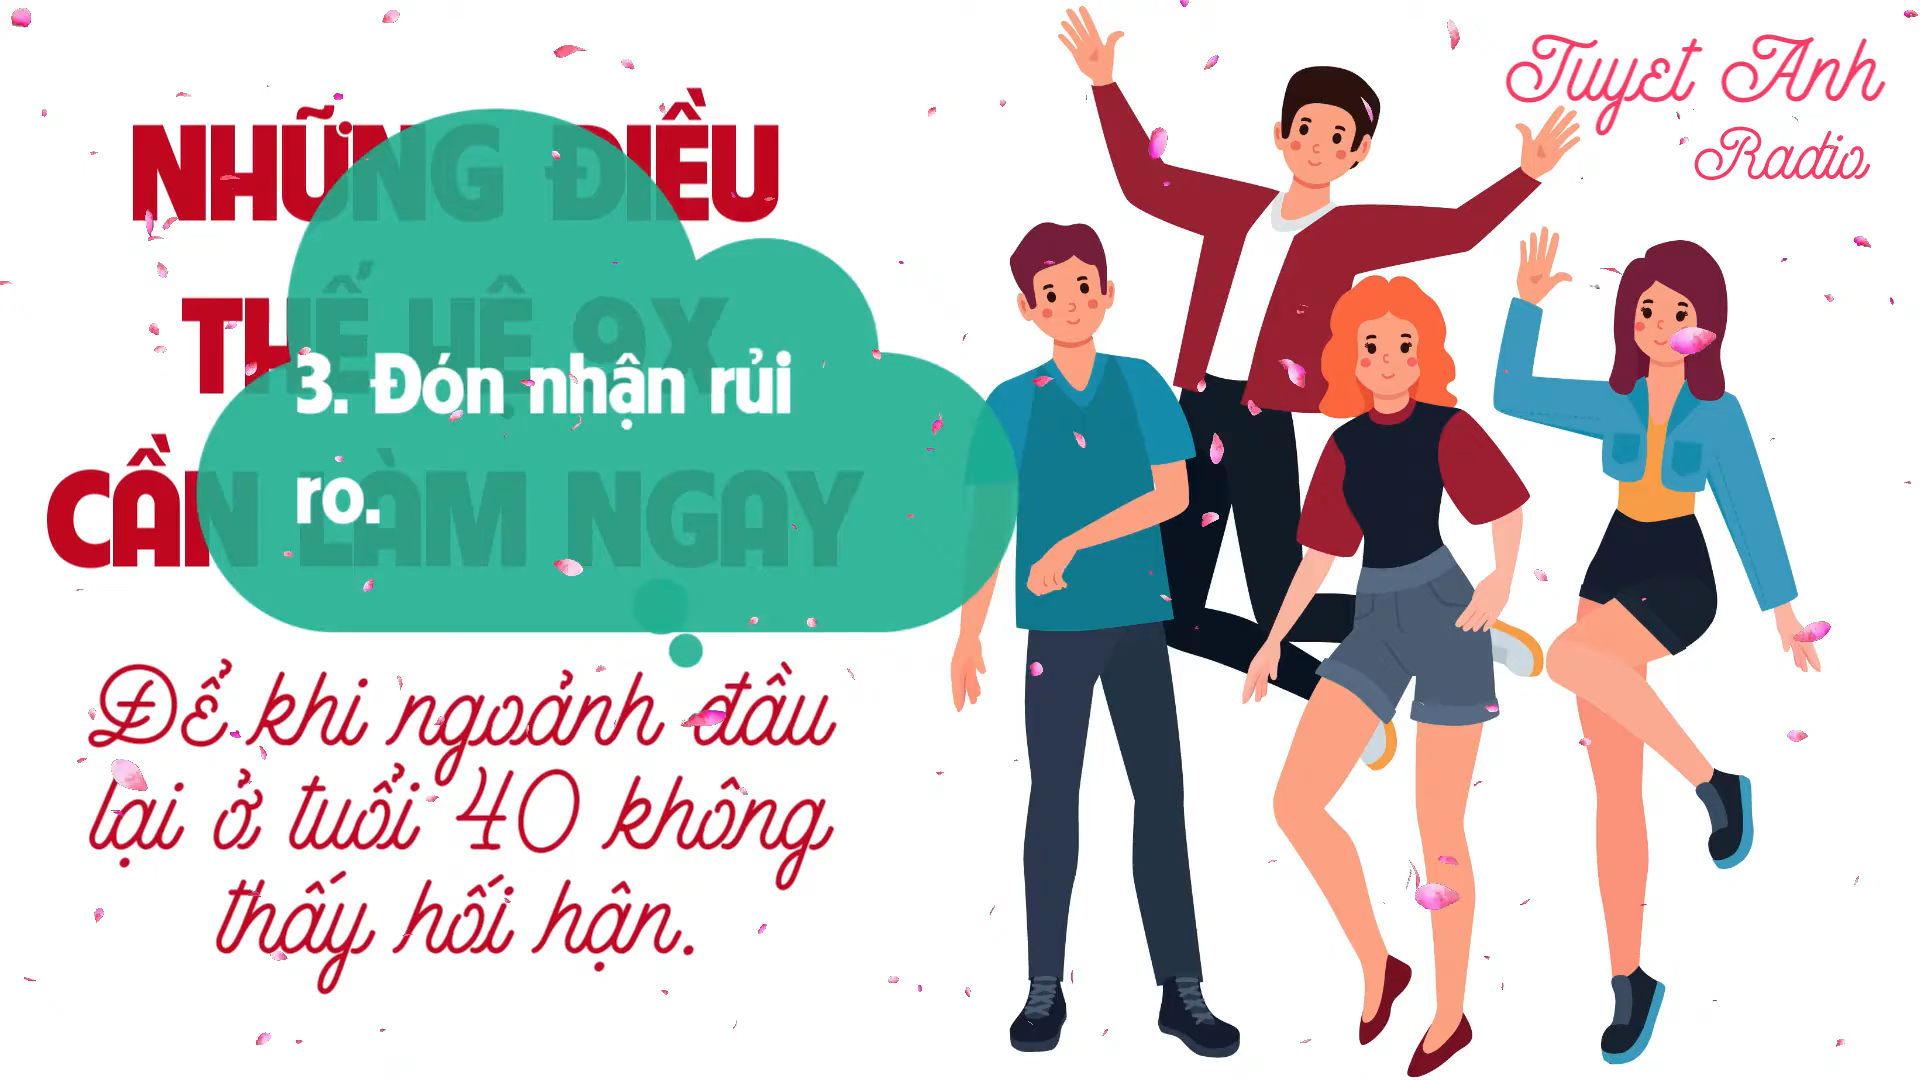 Tuyet Anh
Radio
NHỮNG ĐIỀU
THẾ HỆ 9X
CẦN LÀM NGAY
3. Đón nhận rủi
ro.
Để khi ngoảnh đầu
lại ở tuổi 40 không
thấy hối hận.